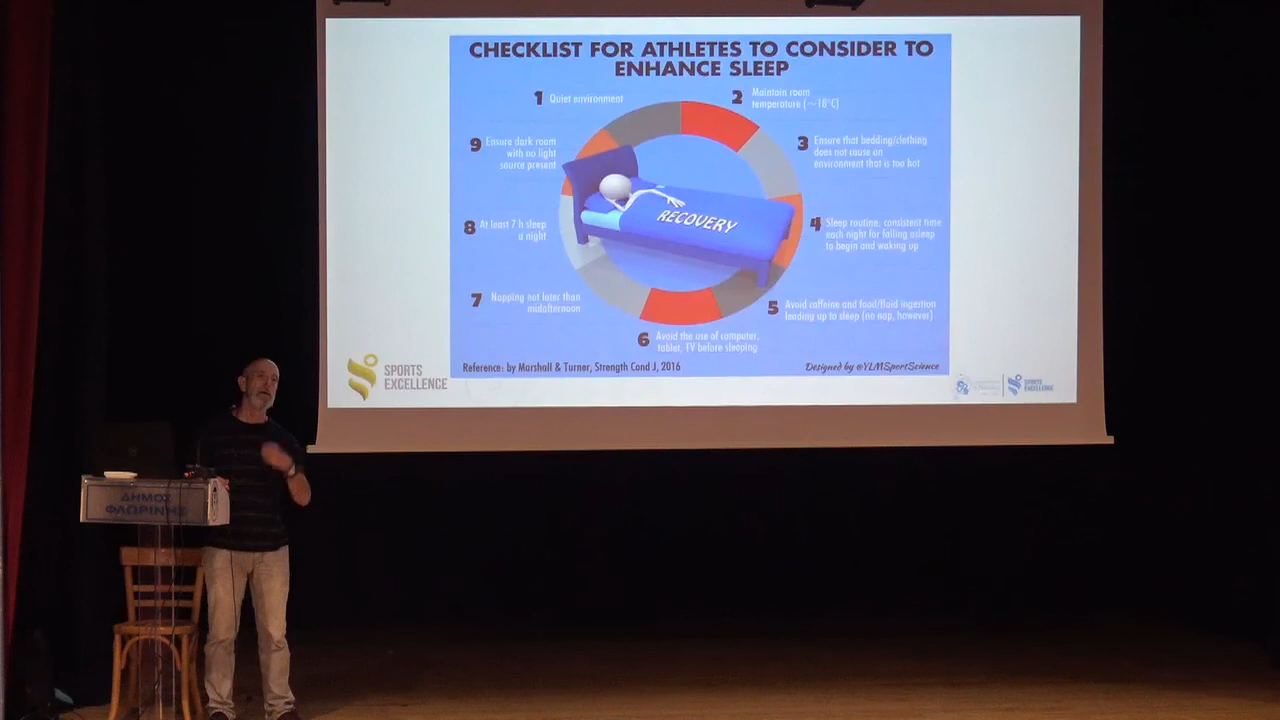 CHECKLIST FOR ATHLETES TO CONSIDER TO
ENHANCE SLEEP
1 Quiet environment
2 Maintain room
temperature (~18°C)
3 Ensure that bedding/clothing
does not cause an
environment that is too hot
4 Sleep routine; consistent time
each night for falling asleep
to begin and waking up
5 Avoid caffeine and food/fluid ingestion
leading up to sleep (no nap, however)
6 Avoid the use of computer,
tablet, TV before sleeping
7 Napping not later than
midafternoon
8 At least 7 h sleep
a night
9 Ensure dark room
with no light
source present
RECOVERY
Reference: by Marshall & Turner, Strength Cond J, 2016
Designed by @YLMSportScience
SPORTS
EXCELLENCE
SPORTS
EXCELLENCE
ΔΗΜΟΣ
ΦΛΩΡΙΝΗΣ